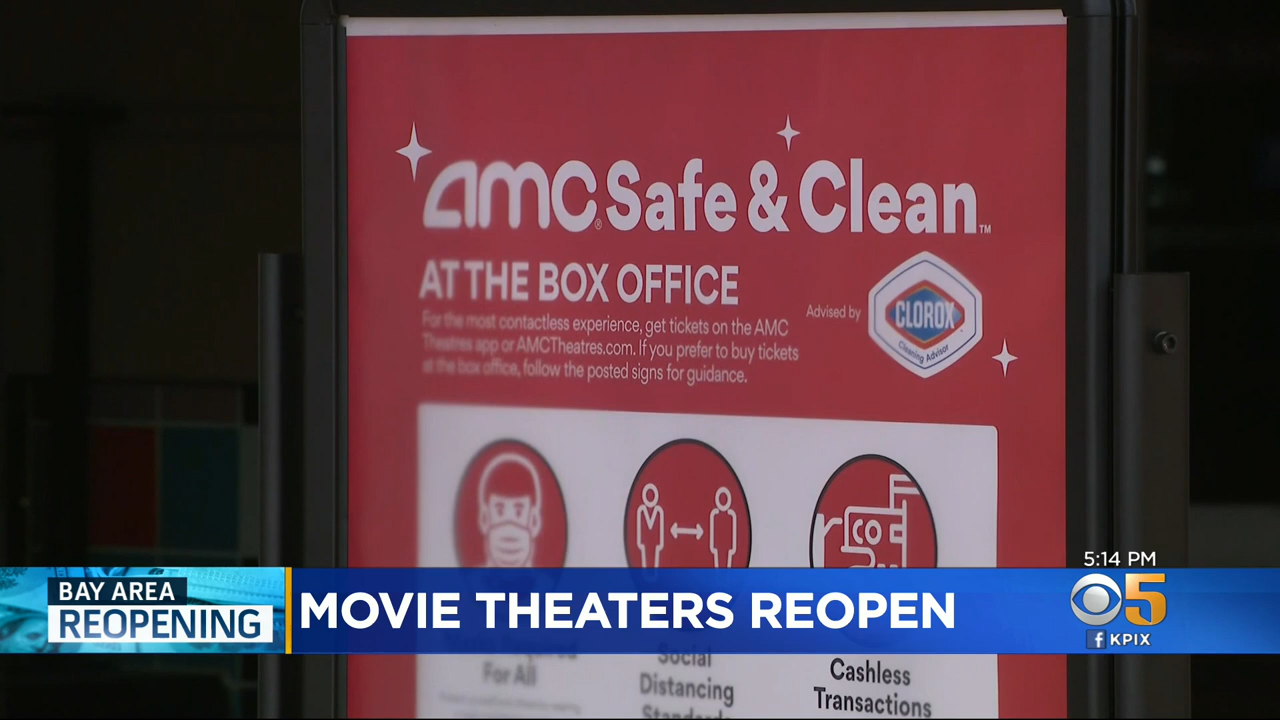 AMC® Safe & Clean™
AT THE BOX OFFICE
For the most contactless experience, get tickets on the AMC
Theatres app or AMCTheatres.com. If you prefer to buy tickets
at the box office, follow the posted signs for guidance.
Advised by
CLOROX
Cleaning Advisor
CO
5:14 PM
BAY AREA
REOPENING
MOVIE THEATERS REOPEN
5
f KPIX
For All
Social
Distancing
Cashless
Transactions